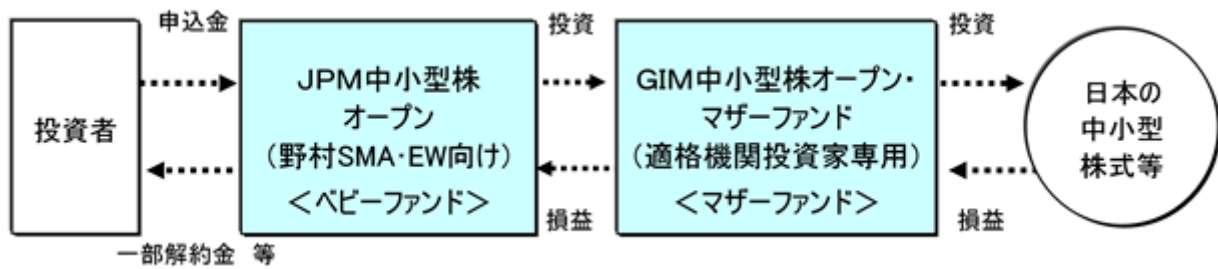 申込金
投資
投資
投資者
JPM中小型株
オープン
(野村SMA・EW向け)
<ベビーファンド>
GIM中小型株オープン・
マザーファンド
(適格機関投資家専用)
<マザーファンド>
日本の
中小型
株式等
一部解約金 等
損益
損益